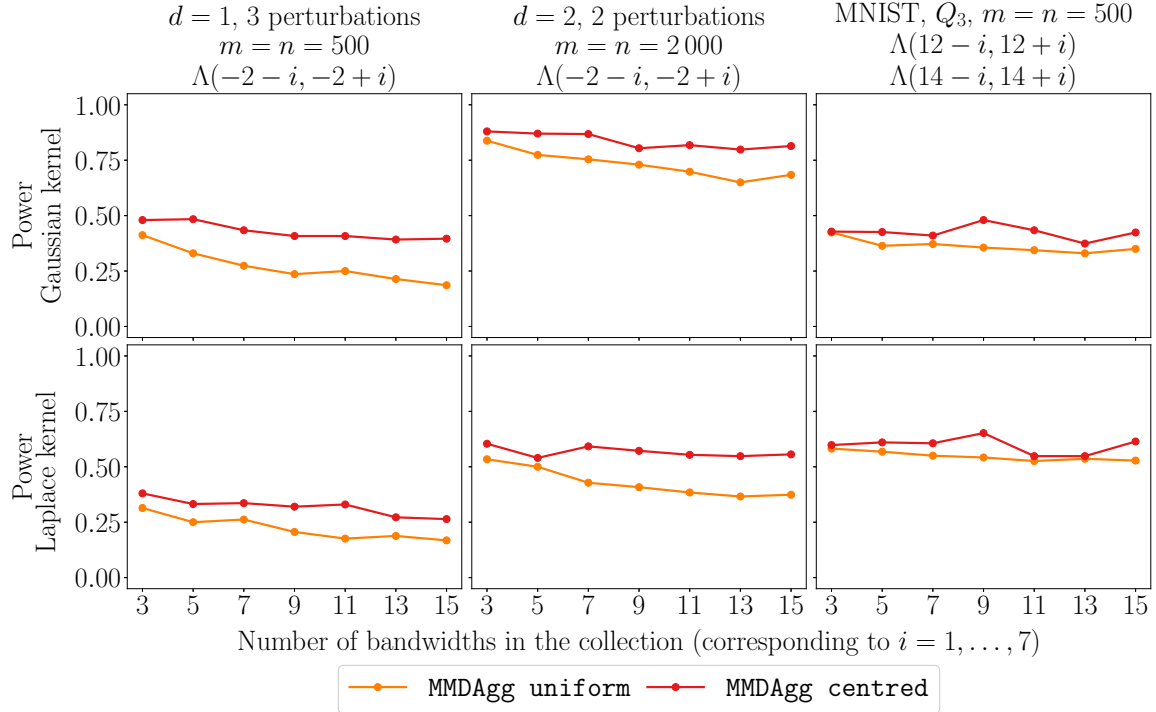 d = 1, 3 perturbations
m = n = 500
Λ(−2 − i, −2 + i)
d = 2, 2 perturbations
m = n = 2 000
Λ(−2 − i, −2 + i)
MNIST, Q₃, m = n = 500
Λ(12 − i, 12 + i)
Λ(14 − i, 14 + i)
Power
Gaussian kernel
1.00
0.75
0.50
0.25
0.00
Power
Laplace kernel
1.00
0.75
0.50
0.25
0.00
3 5 7 9 11 13 15
3 5 7 9 11 13 15
3 5 7 9 11 13 15
Number of bandwidths in the collection (corresponding to i = 1, . . . , 7)
MMDAgg uniform
MMDAgg centred